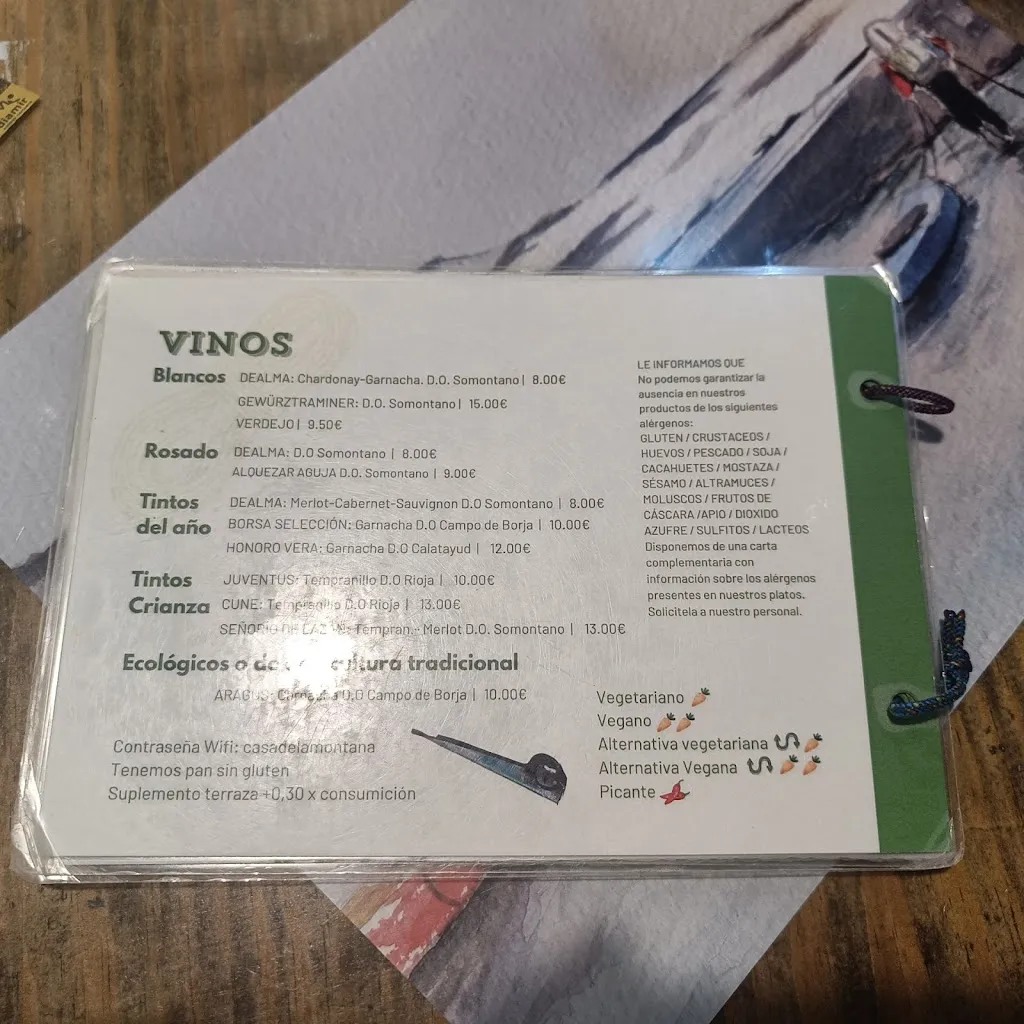 VINOS
Blancos DEALMA: Chardonay-Garnacha. D.O. Somontano | 8.00€
GEWÜRZTRAMINER: D.O. Somontano | 15.00€
VERDEJO | 9.50€
Rosado DEALMA: D.O Somontano | 8.00€
ALQUEZAR AGUJA D.O. Somontano | 9.00€
Tintos del año DEALMA: Merlot-Cabernet-Sauvignon D.O Somontano | 8.00€
BORSA SELECCIÓN: Garnacha D.O Campo de Borja | 10.00€
HONORO VERA: Garnacha D.O Calatayud | 12.00€
Tintos Crianza JUVENTUS: Tempranillo D.O Rioja | 10.00€
CUNE: Tempranillo D.O Rioja | 13.00€
SEÑORIO DE Tempran.- Merlot D.O. Somontano | 13.00€
Ecológicos o de tradicional
ARAGUS: Garnacha D.O Campo de Borja | 10.00€
Contraseña Wifi: casadelamontana
Tenemos pan sin gluten
Suplemento terraza +0,30 x consumición
LE INFORMAMOS QUE
No podemos garantizar la
ausencia en nuestros
productos de los siguientes
alérgenos:
GLUTEN / CRUSTACEOS /
HUEVOS / PESCADO / SOJA /
CACAHUETES / MOSTAZA /
SÉSAMO / ALTRAMUCES /
MOLUSCOS / FRUTOS DE
CÁSCARA /APIO / DIOXIDO
AZUFRE / SULFITOS / LACTEOS
Disponemos de una carta
complementaria con
información sobre los alérgenos
presentes en nuestros platos.
Solicitela a nuestro personal.
Vegetariano
Vegano
Alternativa vegetariana
Alternativa Vegana
Picante